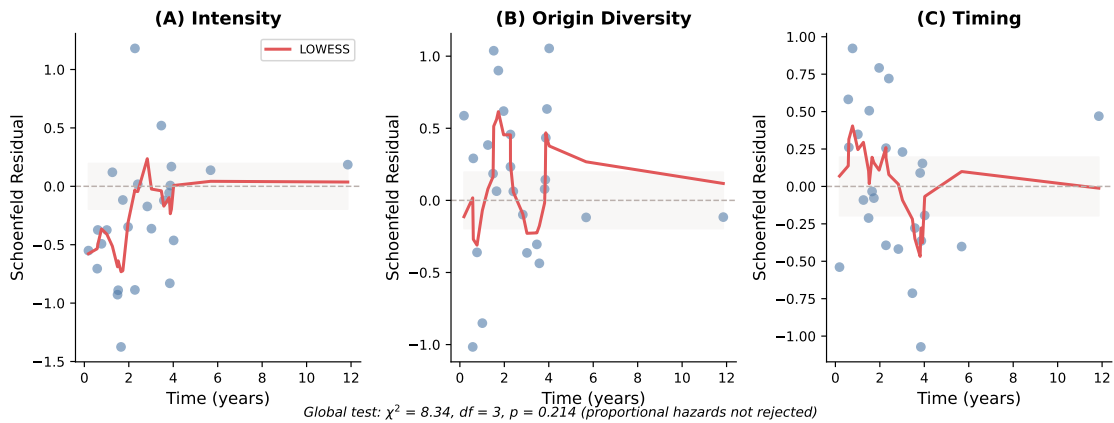 (A) Intensity
(B) Origin Diversity
(C) Timing
LOWESS
Schoenfeld Residual
1.0
0.5
0.0
−0.5
−1.0
−1.5
0 2 4 6 8 10 12
Time (years)
Schoenfeld Residual
1.0
0.5
0.0
−0.5
−1.0
0 2 4 6 8 10 12
Time (years)
Schoenfeld Residual
1.00
0.75
0.50
0.25
0.00
−0.25
−0.50
−0.75
−1.00
0 2 4 6 8 10 12
Time (years)
Global test: χ² = 8.34, df = 3, p = 0.214 (proportional hazards not rejected)